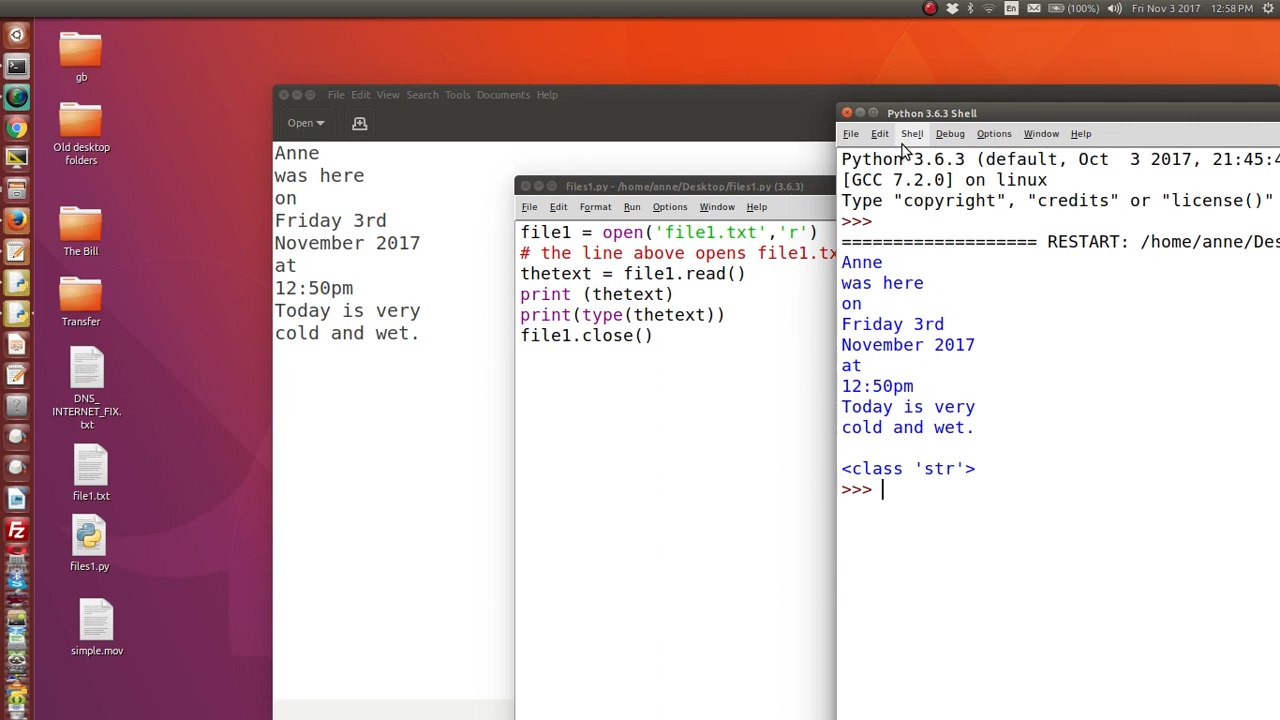 En
(100%)
Fri Nov 3 2017
12:58 PM
gb
Old desktop
folders
The Bill
Transfer
DNS_
INTERNET_FIX.
txt
file1.txt
files1.py
simple.mov
File Edit View Search Tools Documents Help
Open
Anne
was here
on
Friday 3rd
November 2017
at
12:50pm
Today is very
cold and wet.
files1.py - /home/anne/Desktop/files1.py (3.6.3)
File Edit Format Run Options Window Help
file1 = open('file1.txt','r')
# the line above opens file1.tx
thetext = file1.read()
print (thetext)
print(type(thetext))
file1.close()
Python 3.6.3 Shell
File Edit Shell Debug Options Window Help
Python 3.6.3 (default, Oct  3 2017, 21:45:4
[GCC 7.2.0] on linux
Type "copyright", "credits" or "license()"
>>>
=================== RESTART: /home/anne/Des
Anne
was here
on
Friday 3rd
November 2017
at
12:50pm
Today is very
cold and wet.
<class 'str'>
>>>
Fz